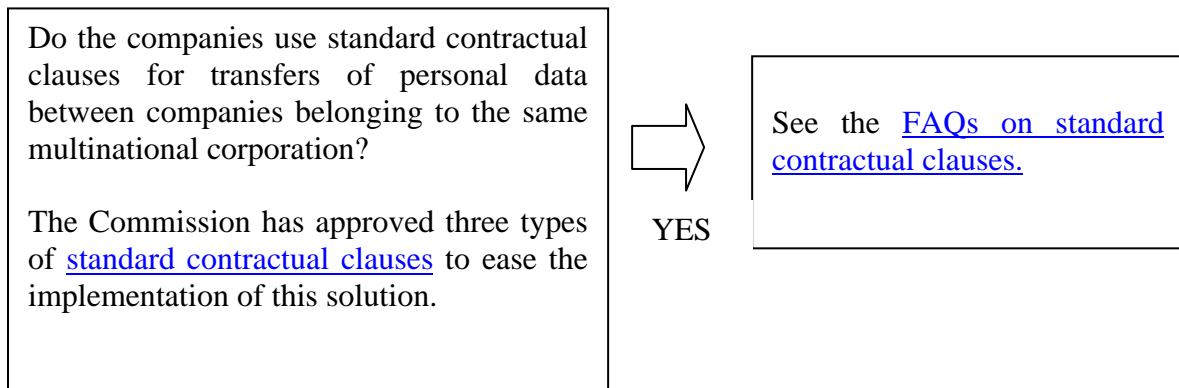 Do the companies use standard contractual
clauses for transfers of personal data
between companies belonging to the same
multinational corporation?
The Commission has approved three types
of standard contractual clauses to ease the
implementation of this solution.
YES
See the FAQs on standard
contractual clauses.